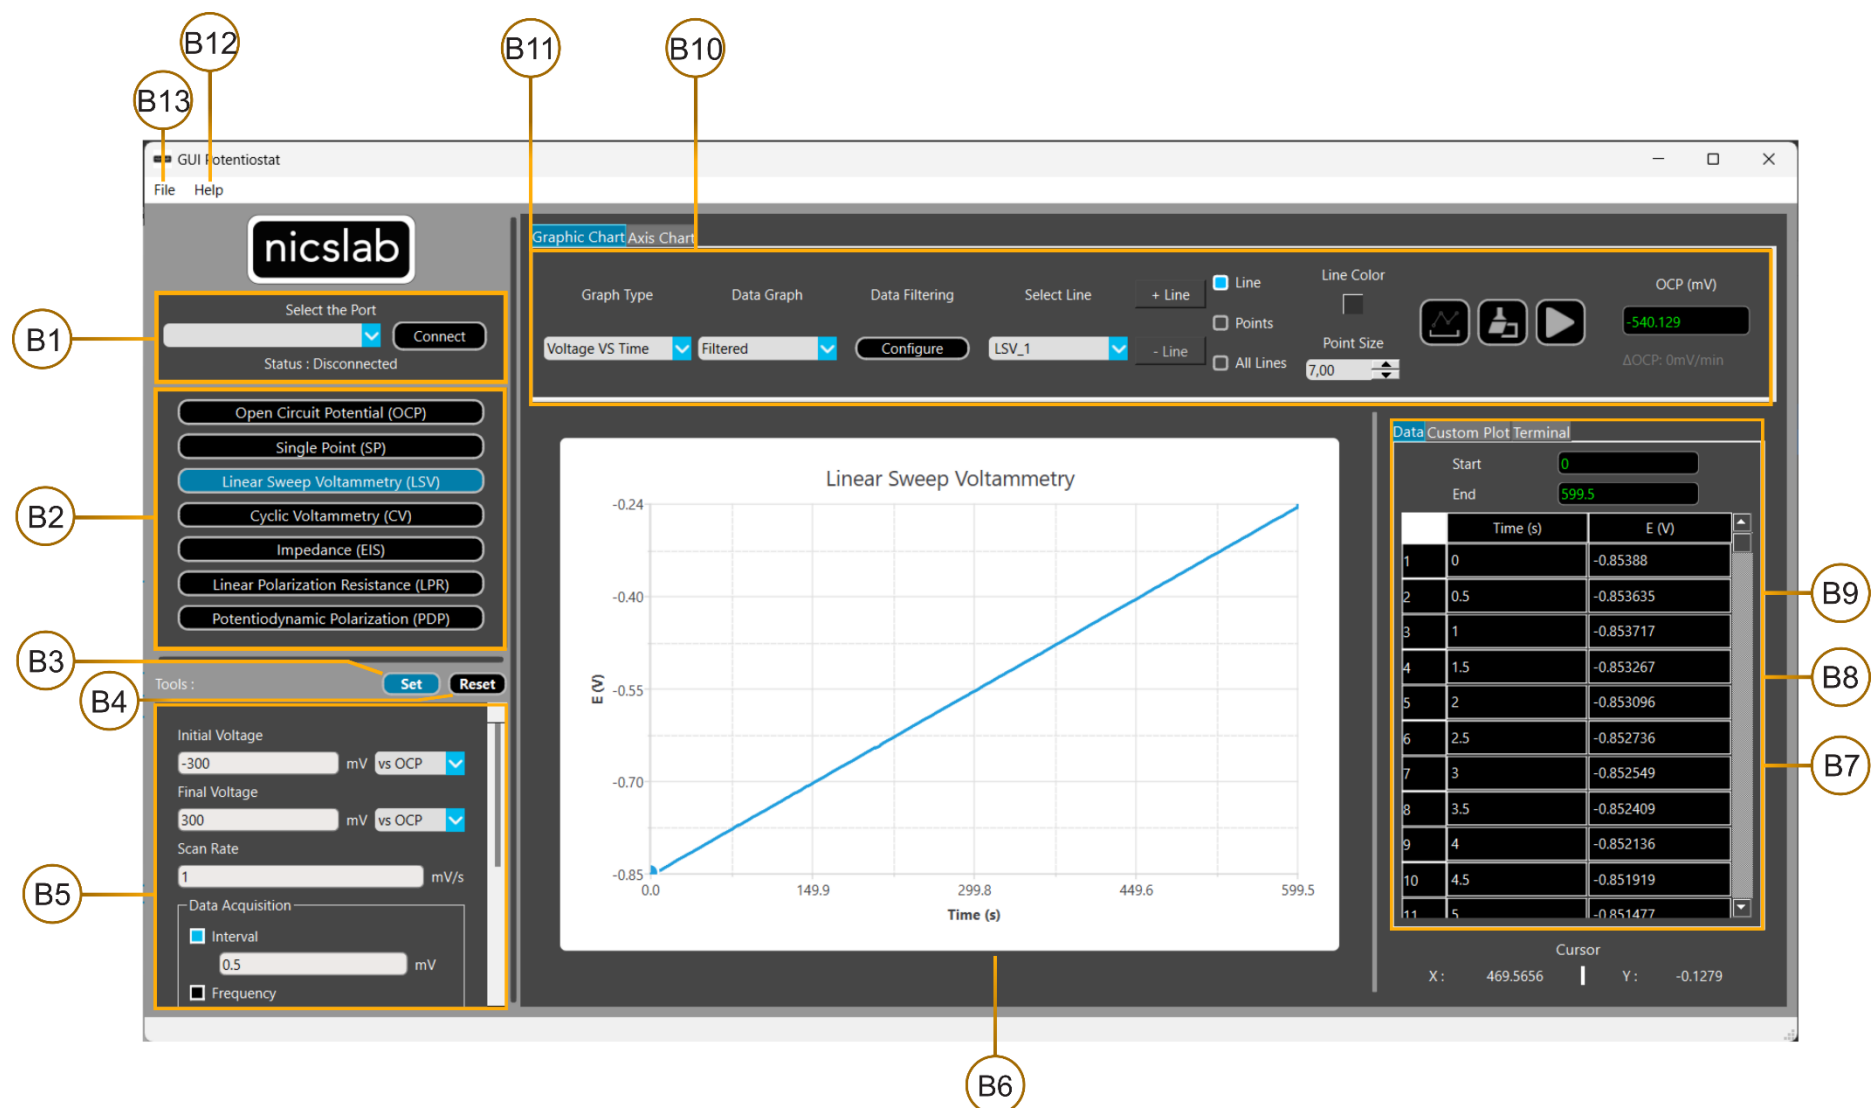 B12
B11
B10
B13
GUI Potentiostat
File Help
nicslab
Graphic Chart Axis Chart
B1
Select the Port
Connect
Status : Disconnected
Graph Type Data Graph Data Filtering Select Line + Line Line Line Color OCP (mV)
Points -540.129
Voltage VS Time Filtered Configure LSV_1 - Line All Lines Point Size ΔOCP: 0mV/min
7,00
B2
Open Circuit Potential (OCP)
Single Point (SP)
Linear Sweep Voltammetry (LSV)
Cyclic Voltammetry (CV)
Impedance (EIS)
Linear Polarization Resistance (LPR)
Potentiodynamic Polarization (PDP)
B3
B4
Tools : Set Reset
B5
Initial Voltage
-300 mV vs OCP
Final Voltage
300 mV vs OCP
Scan Rate
1 mV/s
Data Acquisition
Interval
0.5 mV
Frequency
Linear Sweep Voltammetry
-0.24
-0.40
-0.55
-0.70
-0.85
E (V)
0.0 149.9 299.8 449.6 599.5
Time (s)
B6
Data Custom Plot Terminal
Start 0
End 599.5
Time (s) E (V)
1 0 -0.85388
2 0.5 -0.853635
3 1 -0.853717
4 1.5 -0.853267
5 2 -0.853096
6 2.5 -0.852736
7 3 -0.852549
8 3.5 -0.852409
9 4 -0.852136
10 4.5 -0.851919
11 5 -0.851477
B9
B8
B7
Cursor
X : 469.5656 Y : -0.1279